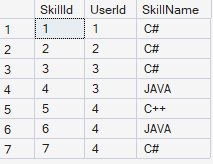 SkillId UserId SkillName
1 1 1 C#
2 2 2 C#
3 3 3 C#
4 4 3 JAVA
5 5 4 C++
6 6 4 JAVA
7 7 4 C#